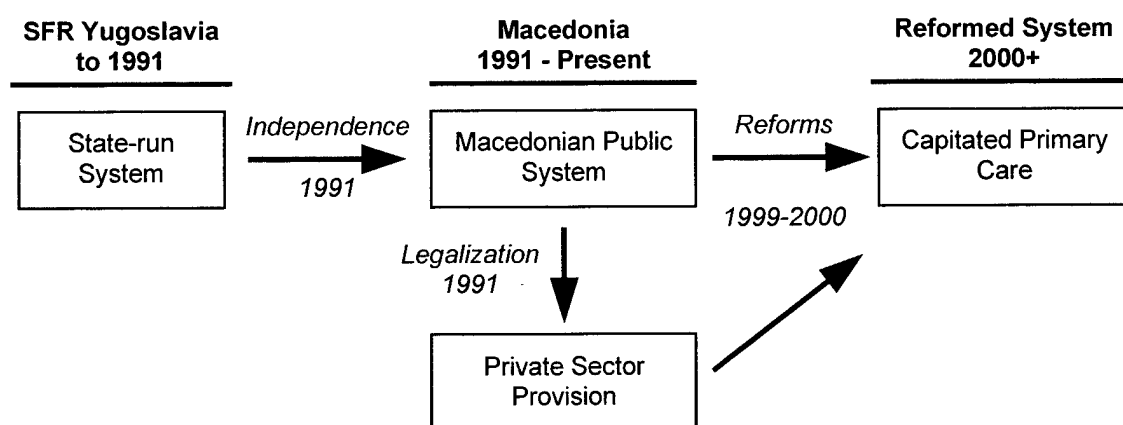 SFR Yugoslavia
to 1991
Macedonia
1991 - Present
Reformed System
2000+
State-run
System
Independence
1991
Macedonian Public
System
Reforms
1999-2000
Capitated Primary
Care
Legalization
1991
Private Sector
Provision